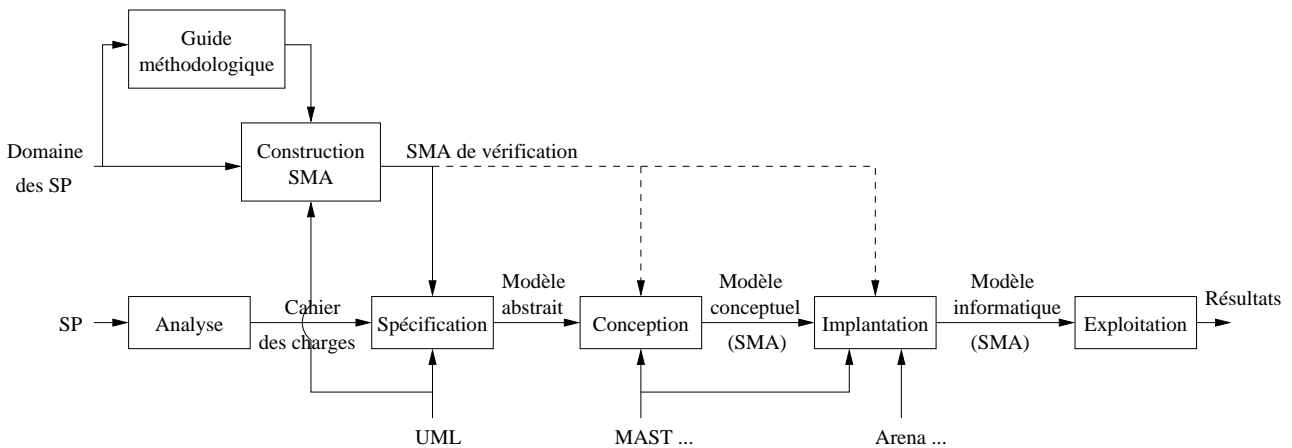 Guide
méthodologique
Domaine
des SP
Construction
SMA
SMA de vérification
SP
Analyse
Cahier
des charges
Spécification
Modèle
abstrait
Conception
Modèle
conceptuel
(SMA)
Implantation
Modèle
informatique
(SMA)
Exploitation
Résultats
UML
MAST ...
Arena ...